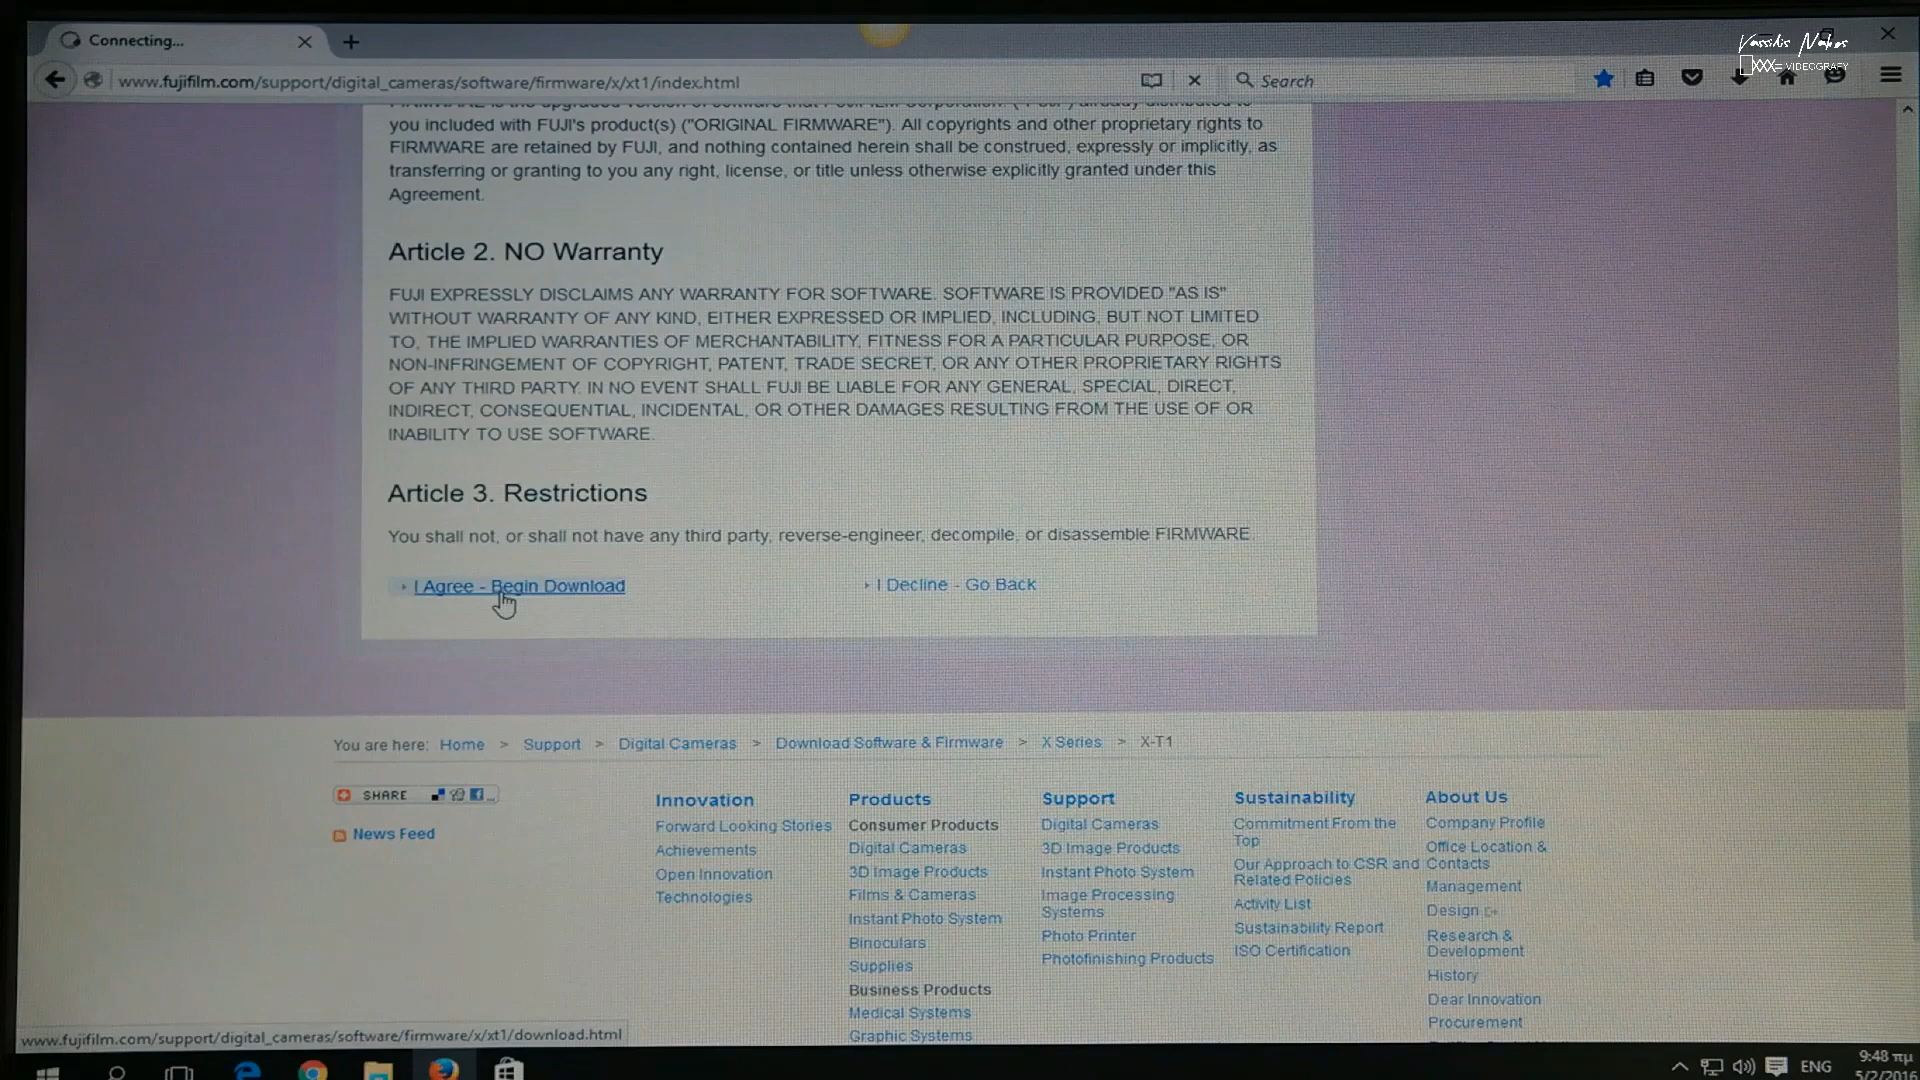 Connecting...
Vassilis Nakos
VIDEOGRAFY
www.fujifilm.com/support/digital_cameras/software/firmware/x/xt1/index.html
Search
you included with FUJI's product(s) ("ORIGINAL FIRMWARE"). All copyrights and other proprietary rights to
FIRMWARE are retained by FUJI, and nothing contained herein shall be construed, expressly or implicitly, as
transferring or granting to you any right, license, or title unless otherwise explicitly granted under this
Agreement.
Article 2. NO Warranty
FUJI EXPRESSLY DISCLAIMS ANY WARRANTY FOR SOFTWARE. SOFTWARE IS PROVIDED "AS IS"
WITHOUT WARRANTY OF ANY KIND, EITHER EXPRESSED OR IMPLIED, INCLUDING, BUT NOT LIMITED
TO, THE IMPLIED WARRANTIES OF MERCHANTABILITY, FITNESS FOR A PARTICULAR PURPOSE, OR
NON-INFRINGEMENT OF COPYRIGHT, PATENT, TRADE SECRET, OR ANY OTHER PROPRIETARY RIGHTS
OF ANY THIRD PARTY. IN NO EVENT SHALL FUJI BE LIABLE FOR ANY GENERAL, SPECIAL, DIRECT,
INDIRECT, CONSEQUENTIAL, INCIDENTAL, OR OTHER DAMAGES RESULTING FROM THE USE OF OR
INABILITY TO USE SOFTWARE.
Article 3. Restrictions
You shall not, or shall not have any third party, reverse-engineer, decompile, or disassemble FIRMWARE.
I Agree - Begin Download
I Decline - Go Back
You are here: Home > Support > Digital Cameras > Download Software & Firmware > X Series > X-T1
SHARE
News Feed
Innovation
Forward Looking Stories
Achievements
Open Innovation
Technologies
Products
Consumer Products
Digital Cameras
3D Image Products
Films & Cameras
Instant Photo System
Binoculars
Supplies
Business Products
Medical Systems
Graphic Systems
Support
Digital Cameras
3D Image Products
Instant Photo System
Image Processing
Systems
Photo Printer
Photofinishing Products
Sustainability
Commitment From the
Top
Our Approach to CSR and
Related Policies
Activity List
Sustainability Report
ISO Certification
About Us
Company Profile
Office Location &
Contacts
Management
Design
Research &
Development
History
Dear Innovation
Procurement
www.fujifilm.com/support/digital_cameras/software/firmware/x/xt1/download.html
ENG
9:48 πμ
5/2/2016